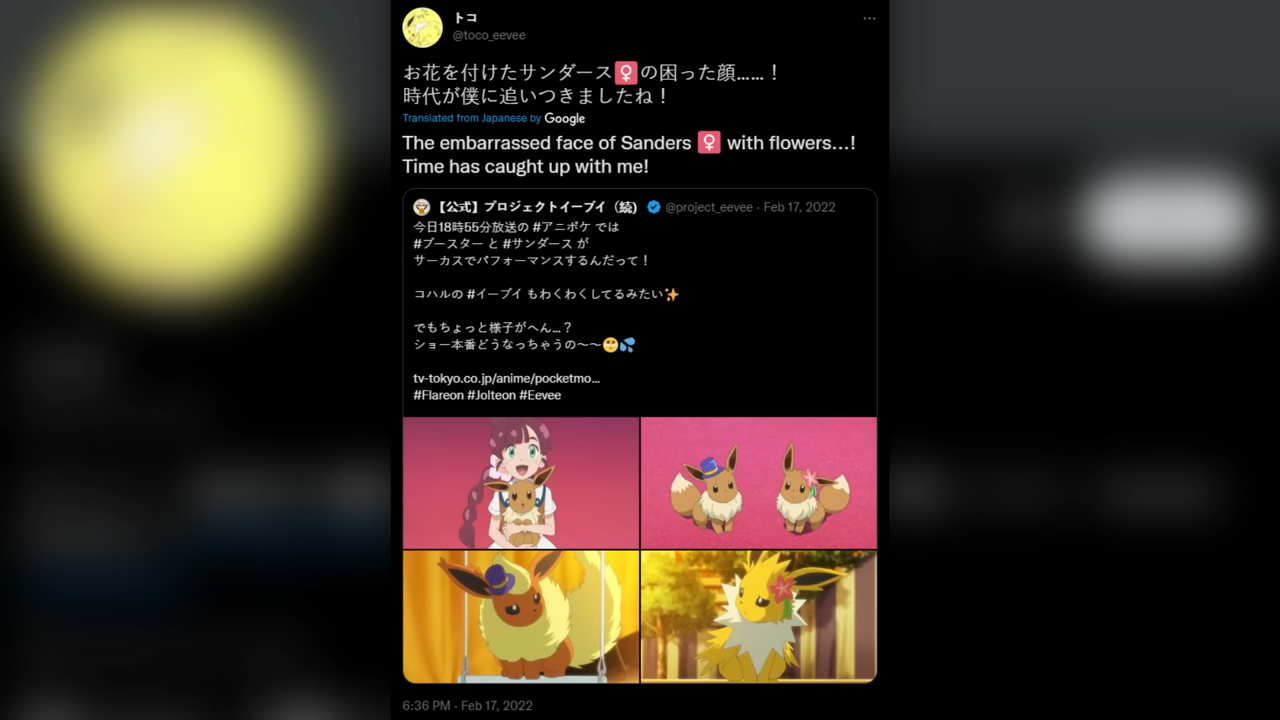 トコ
@toco_eevee
お花を付けたサンダース♀の困った顔……！
時代が僕に追いつきましたね！
Translated from Japanese by Google
The embarrassed face of Sanders ♀ with flowers…!
Time has caught up with me!
【公式】プロジェクトイーブイ（続） @project_eevee · Feb 17, 2022
今日18時55分放送の #アニポケ では
#ブースター と #サンダース が
サーカスでパフォーマンスするんだって！
コハルの #イーブイ もわくわくしてるみたい✨
でもちょっと様子がへん…？
ショー本番どうなっちゃうの〜〜🥺💦
tv-tokyo.co.jp/anime/pocketmo…
#Flareon #Jolteon #Eevee
6:36 PM · Feb 17, 2022